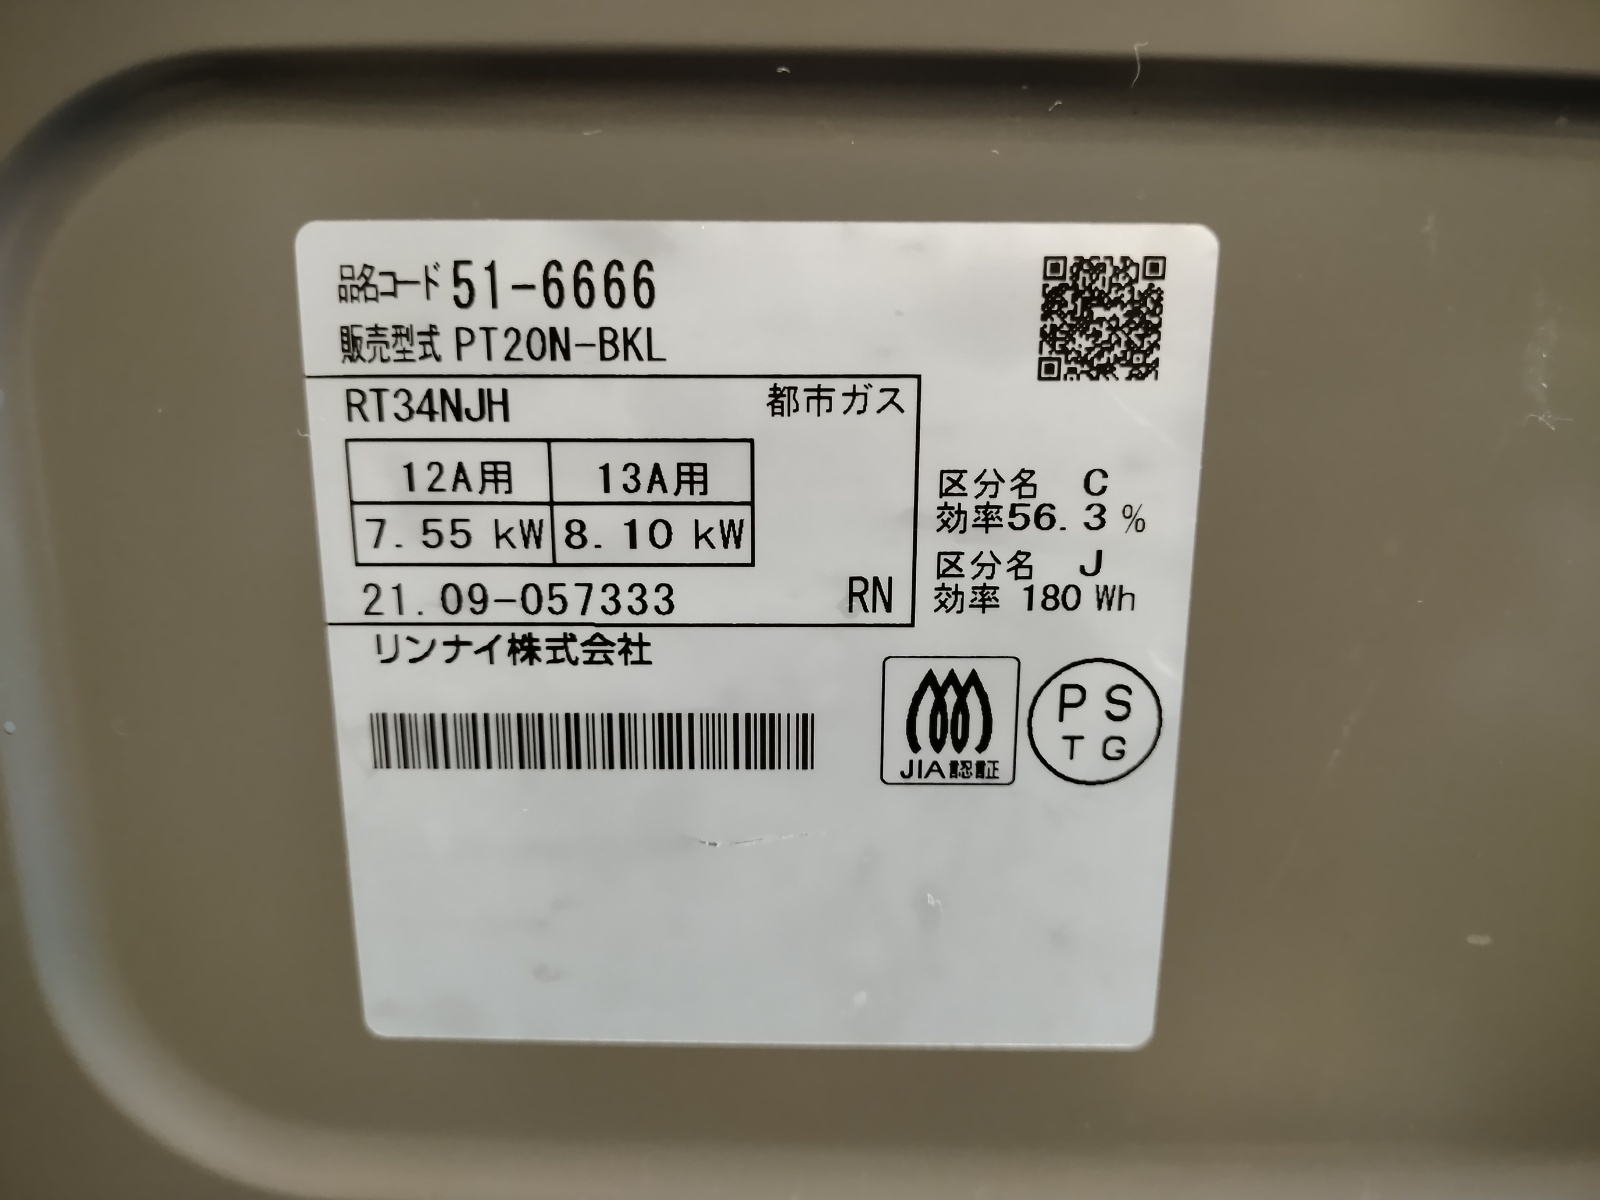 品名コード 51-6666
販売型式 PT20N-BKL
RT34NJH 都市ガス
12A用 13A用
7.55 kW 8.10 kW
21.09-057333 RN
リンナイ株式会社
区分名 C
効率56.3 %
区分名 J
効率 180 Wh
JIA認証
PS
TG